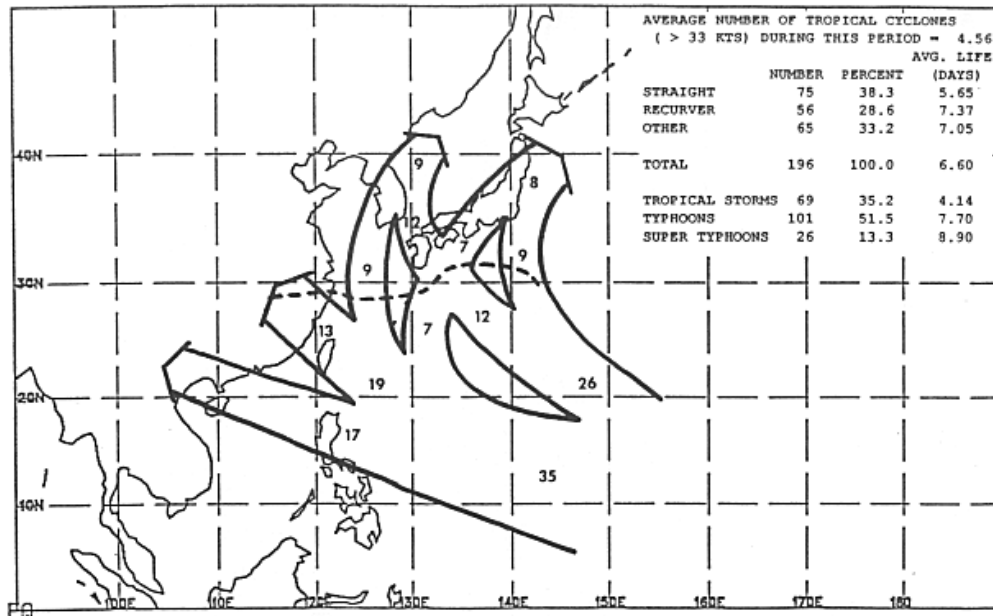 AVERAGE NUMBER OF TROPICAL CYCLONES
( > 33 KTS) DURING THIS PERIOD = 4.56
AVG. LIFE
NUMBER PERCENT (DAYS)
STRAIGHT 75 38.3 5.65
RECURVER 56 28.6 7.37
OTHER 65 33.2 7.05
TOTAL 196 100.0 6.60
TROPICAL STORMS 69 35.2 4.14
TYPHOONS 101 51.5 7.70
SUPER TYPHOONS 26 13.3 8.90
40N
9
8
12
7
30N
9
9
13
7
12
20N
19
26
17
35
10N
EQ
100E
110E
120E
130E
140E
150E
160E
170E
180